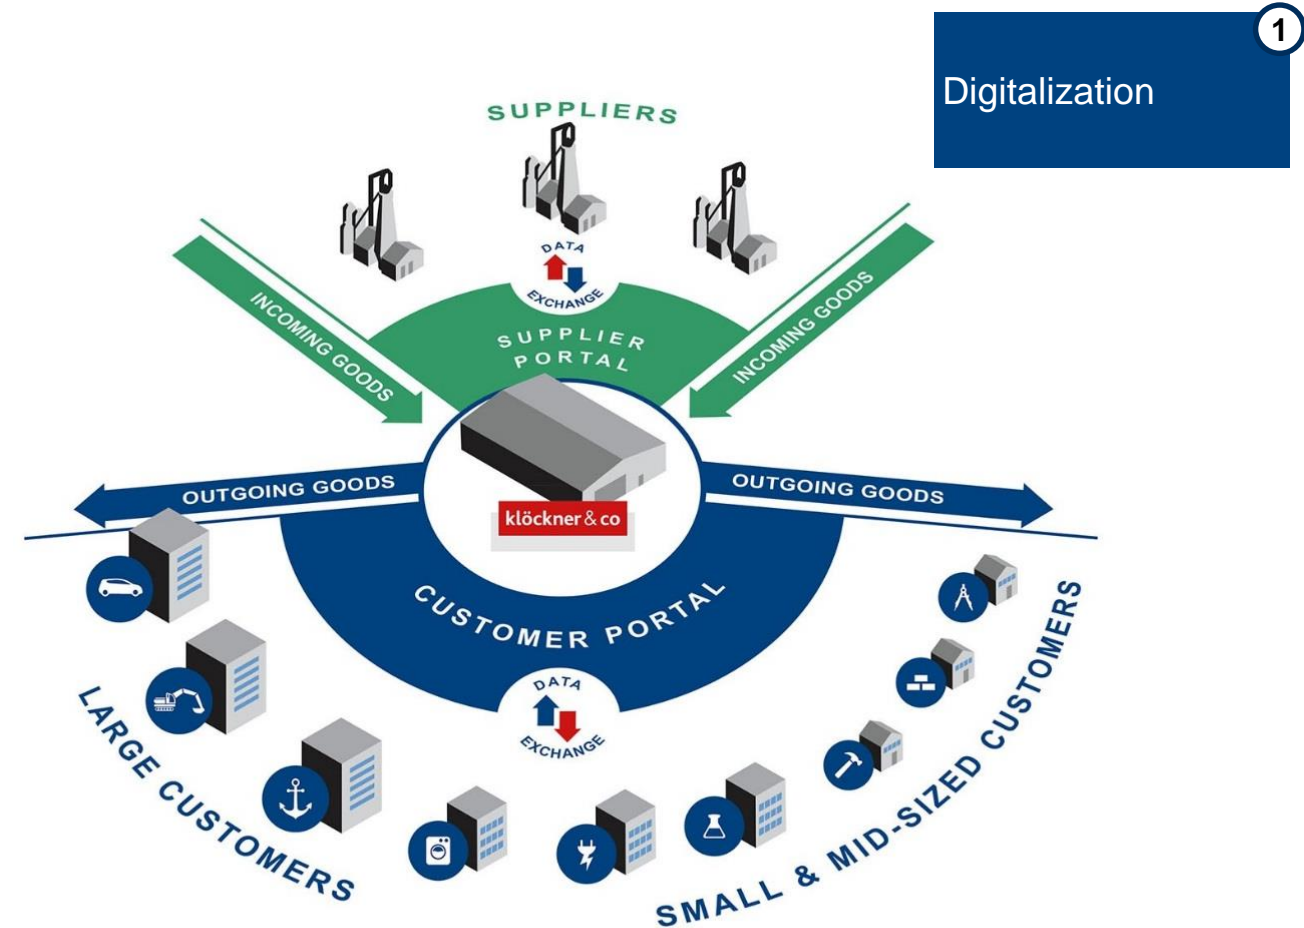 1
Digitalization
SUPPLIERS
DATA
EXCHANGE
INCOMING GOODS
INCOMING GOODS
SUPPLIER
PORTAL
OUTGOING GOODS
OUTGOING GOODS
klöckner & co
CUSTOMER PORTAL
DATA
EXCHANGE
LARGE CUSTOMERS
SMALL & MID-SIZED CUSTOMERS